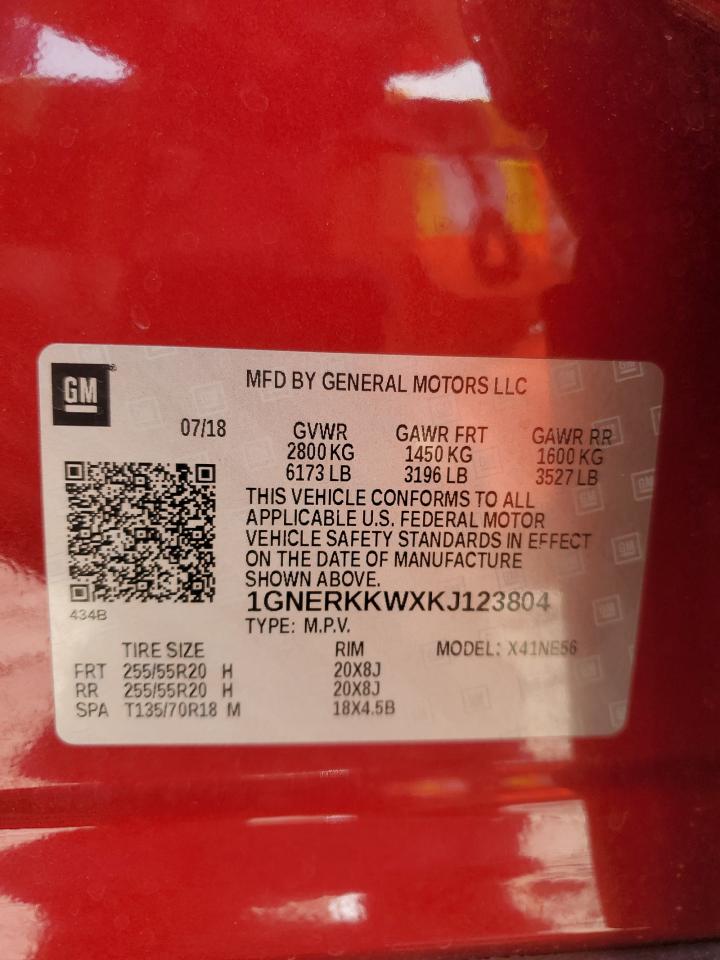 GM
MFD BY GENERAL MOTORS LLC
07/18 GVWR GAWR FRT GAWR RR
2800 KG 1450 KG 1600 KG
6173 LB 3196 LB 3527 LB
THIS VEHICLE CONFORMS TO ALL
APPLICABLE U.S. FEDERAL MOTOR
VEHICLE SAFETY STANDARDS IN EFFECT
ON THE DATE OF MANUFACTURE
SHOWN ABOVE.
1GNERKKWXKJ123804
434B
TYPE: M.P.V.
TIRE SIZE RIM MODEL: X41NE56
FRT 255/55R20 H 20X8J
RR 255/55R20 H 20X8J
SPA T135/70R18 M 18X4.5B